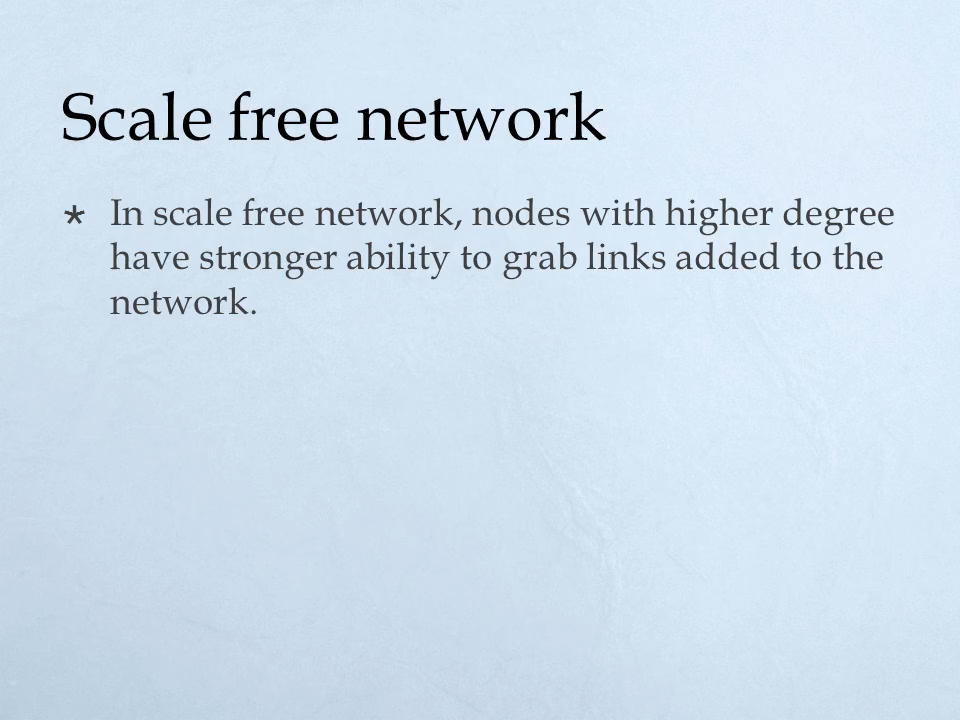 Scale free network
* In scale free network, nodes with higher degree
have stronger ability to grab links added to the
network.